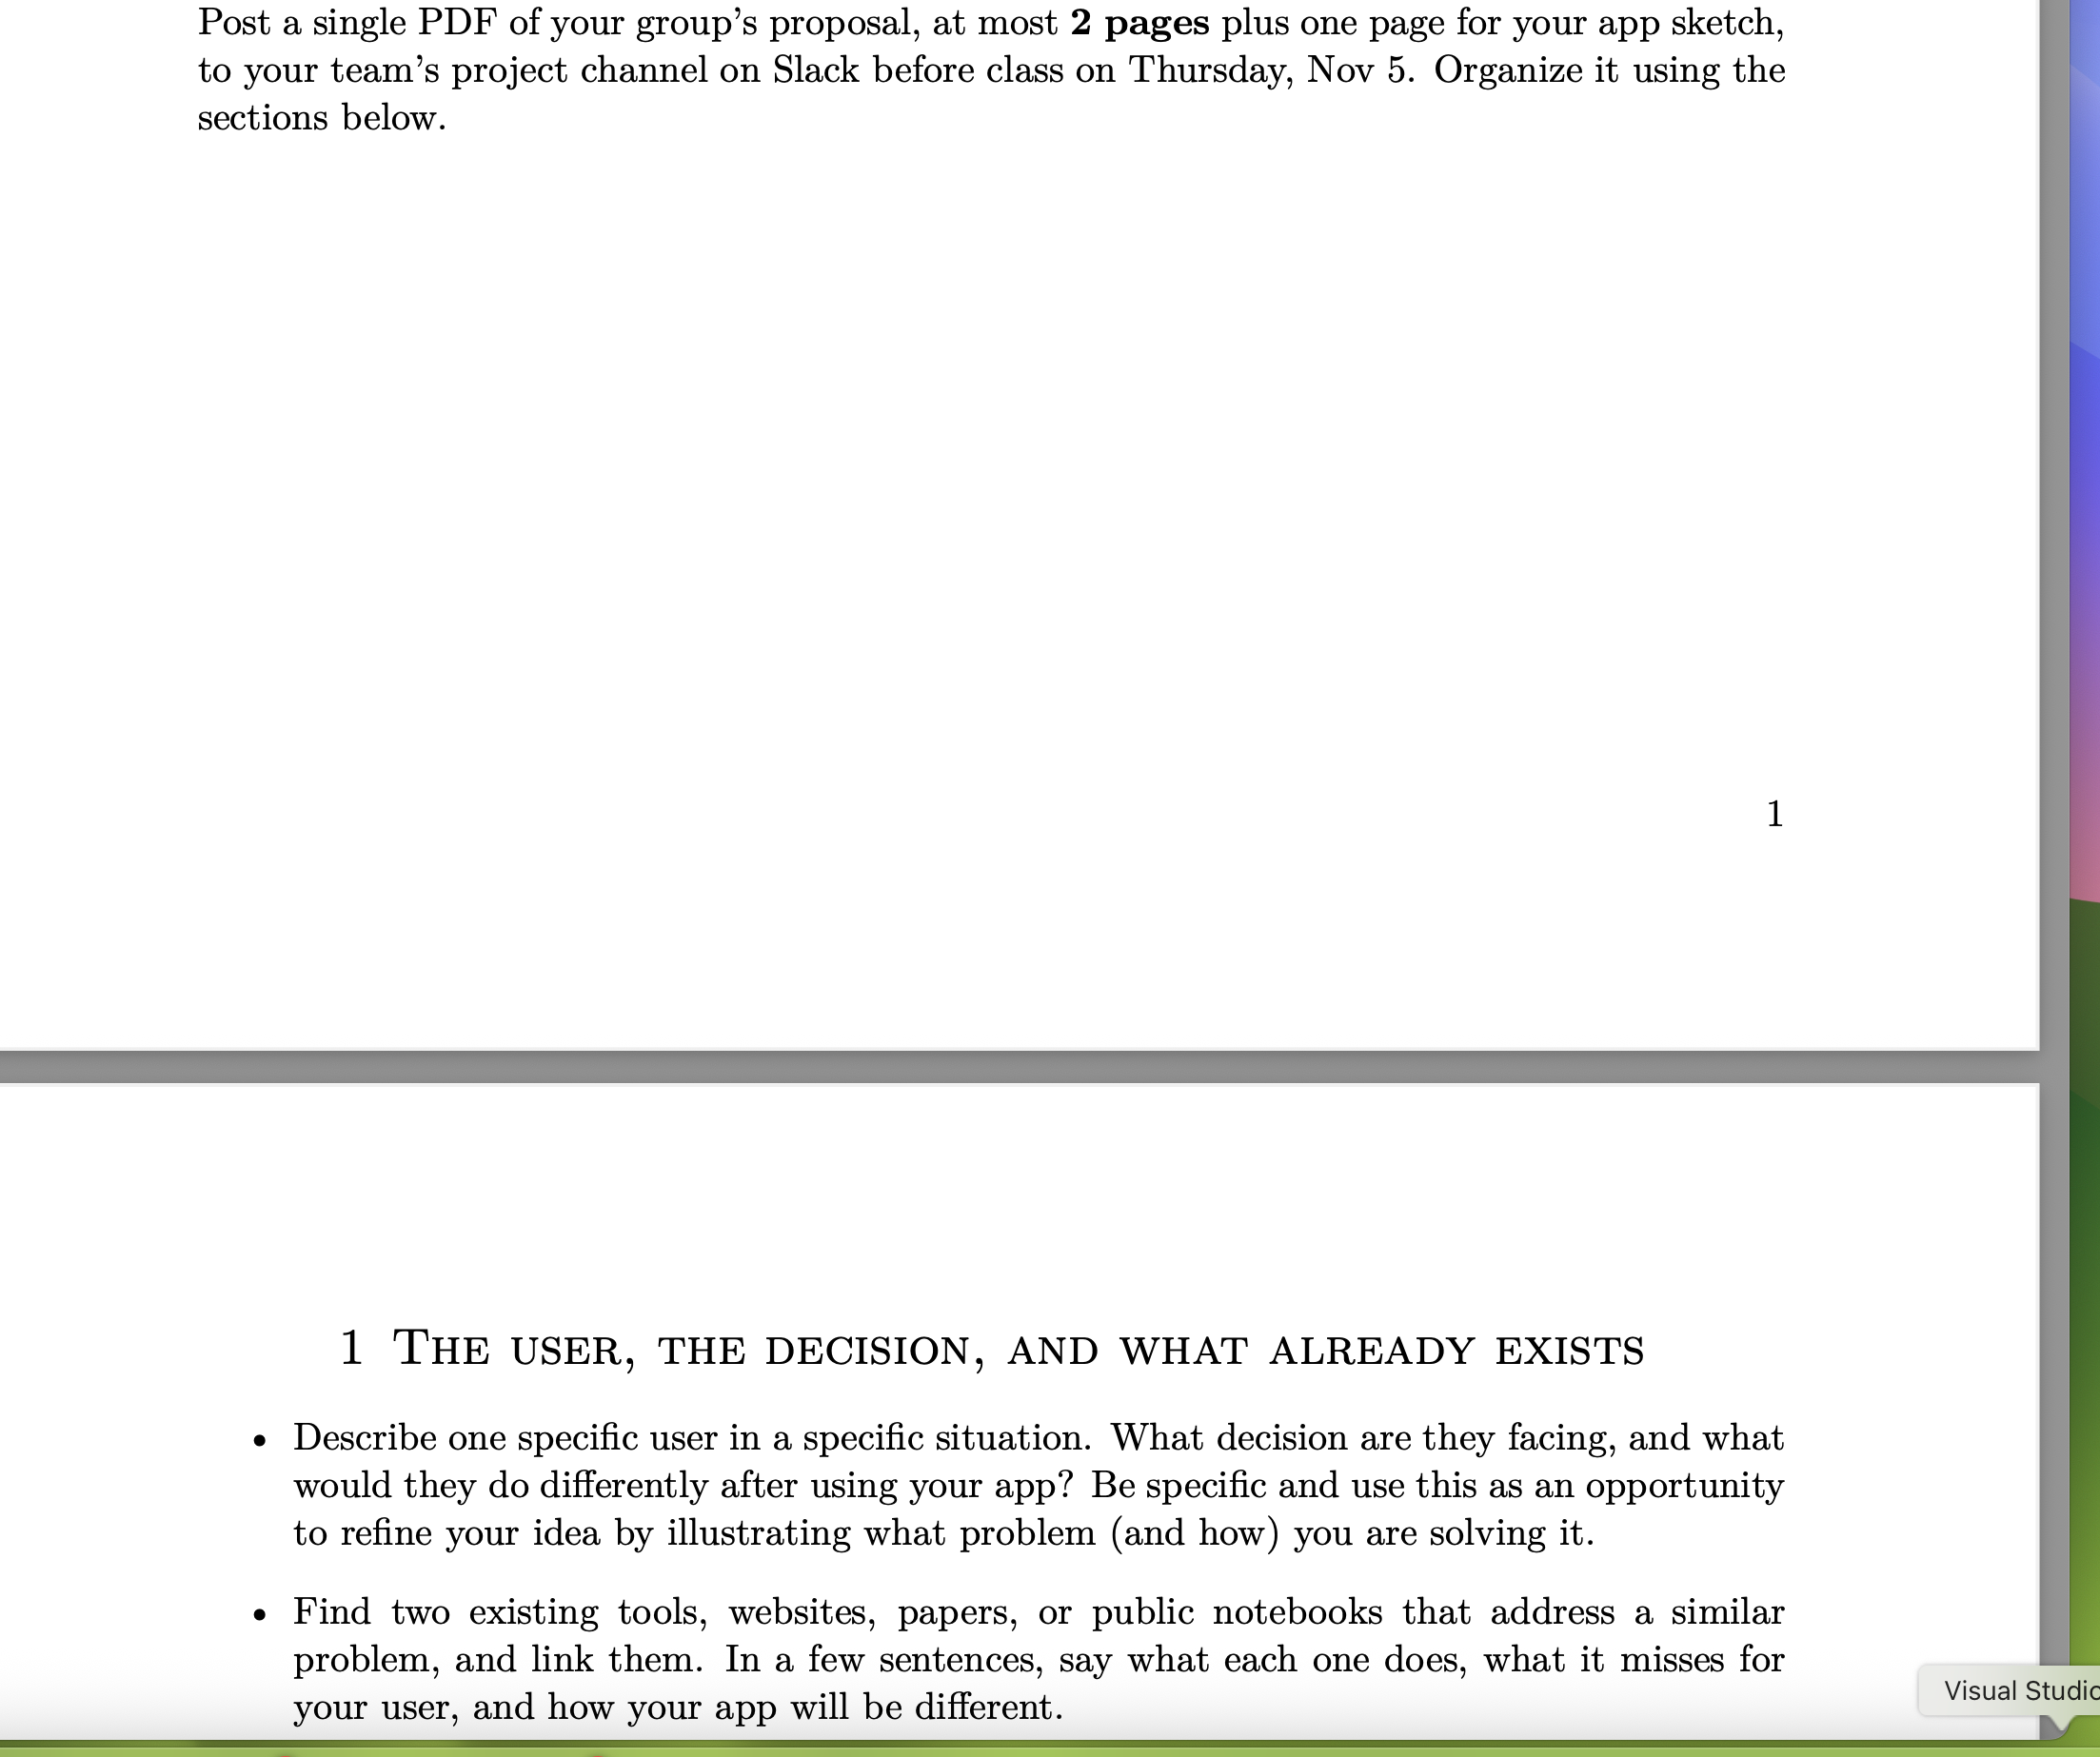 Post a single PDF of your group’s proposal, at most 2 pages plus one page for your app sketch,
to your team’s project channel on Slack before class on Thursday, Nov 5. Organize it using the
sections below.
1
1 The user, the decision, and what already exists
• Describe one specific user in a specific situation. What decision are they facing, and what
would they do differently after using your app? Be specific and use this as an opportunity
to refine your idea by illustrating what problem (and how) you are solving it.
• Find two existing tools, websites, papers, or public notebooks that address a similar
problem, and link them. In a few sentences, say what each one does, what it misses for
your user, and how your app will be different.
Visual Studio